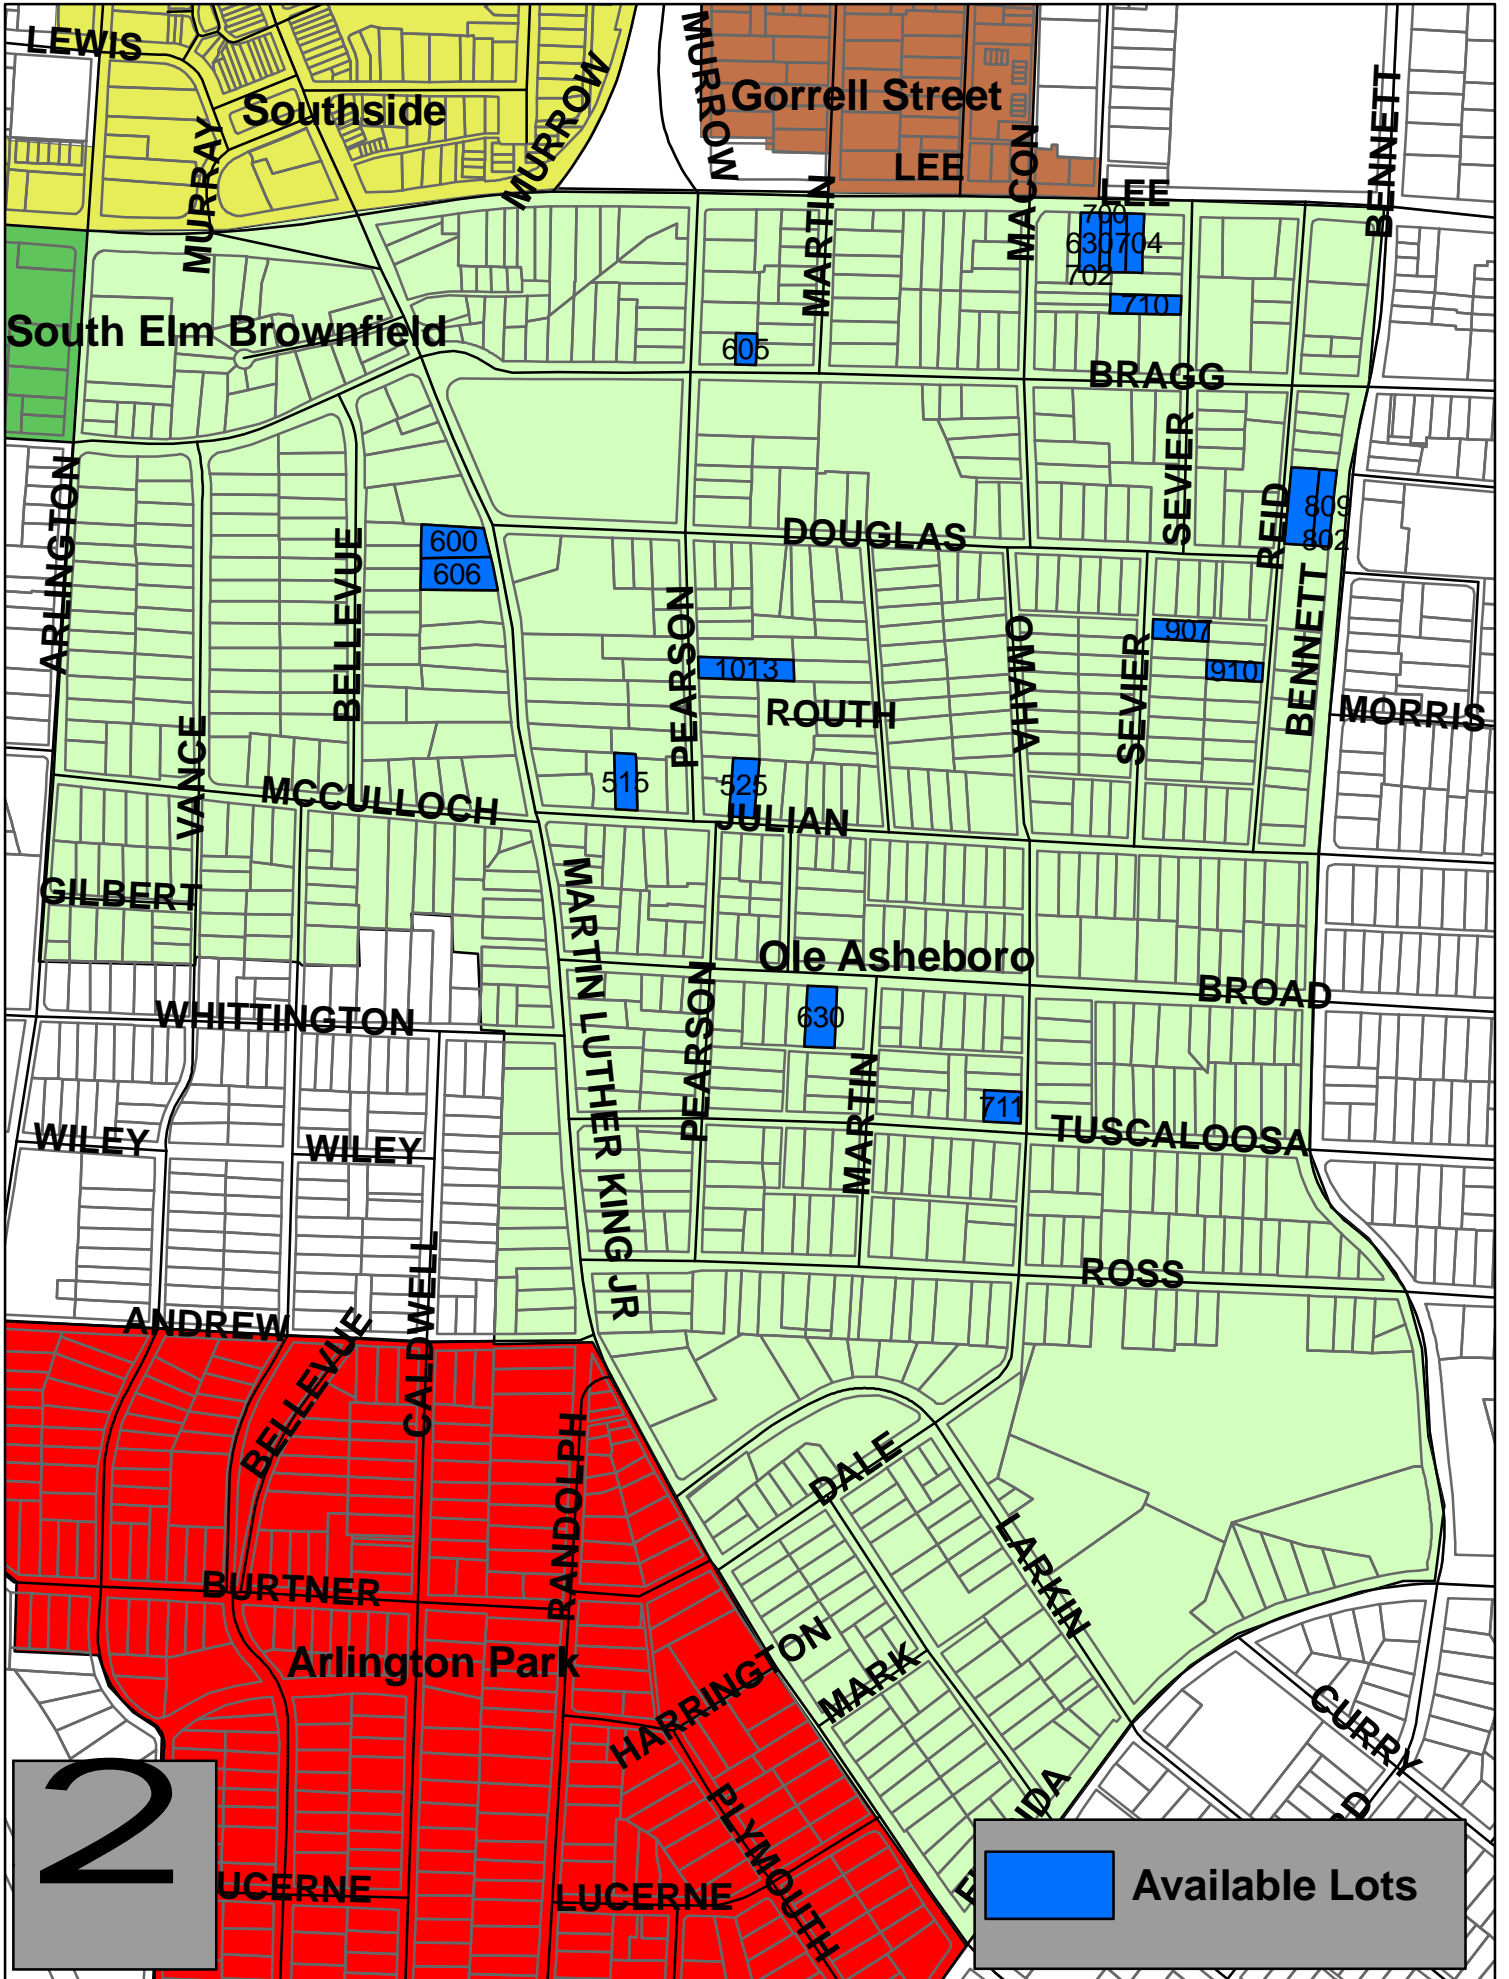 LEWIS
MURROW
MURROW
Southside
Gorrell Street
BENNETT
MURRAY
LEE
MACON
LEE
MARTIN
700
630
704
702
710
South Elm Brownfield
605
BRAGG
SEVIER
ARLINGTON
REID
809
802
DOUGLAS
600
606
BELLEVUE
PEARSON
OMAHA
907
910
SEVIER
BENNETT
1013
ROUTH
MORRIS
VANCE
515
525
MCCULLOCH
JULIAN
GILBERT
MARTIN LUTHER KING JR
Ole Asheboro
BROAD
PEARSON
630
WHITTINGTON
MARTIN
711
TUSCALOOSA
WILEY
WILEY
CALDWELL
ROSS
ANDREW
BELLEVUE
RANDOLPH
DALE
LARKIN
BURTNER
Arlington Park
HARRINGTON
MARK
CURRY
PLYMOUTH
IDA
2
UCERNE
LUCERNE
Available Lots